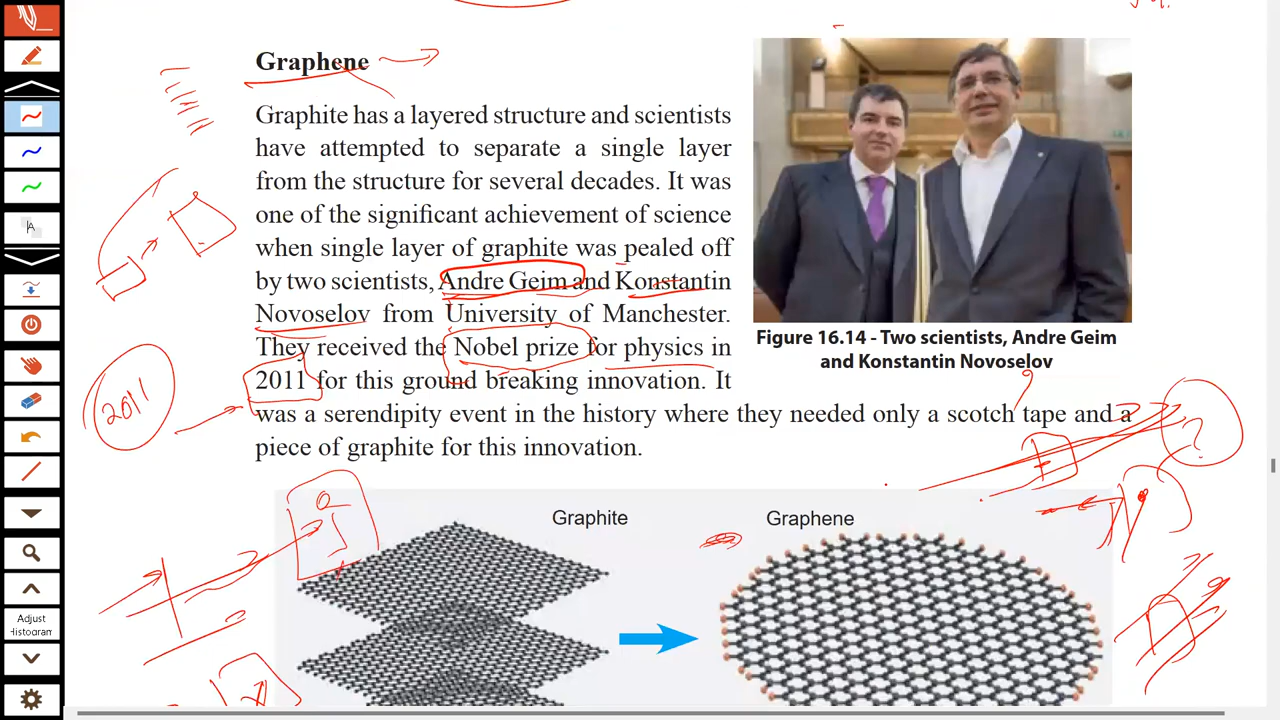 Graphene
Graphite has a layered structure and scientists
have attempted to separate a single layer
from the structure for several decades. It was
one of the significant achievement of science
when single layer of graphite was pealed off
by two scientists, Andre Geim and Konstantin
Novoselov from University of Manchester.
They received the Nobel prize for physics in
2011 for this ground breaking innovation. It
was a serendipity event in the history where they needed only a scotch tape and a
piece of graphite for this innovation.
Figure 16.14 - Two scientists, Andre Geim
and Konstantin Novoselov
2011
?
Graphite
Graphene
Adjust
Histogram